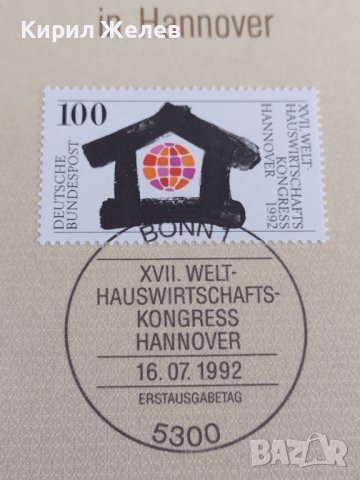 Кирил Желев
in Hannover
100
DEUTSCHE
BUNDESPOST
XVII. WELT-
HAUSWIRTSCHAFTS
KONGRESS
HANNOVER 1992
BONN 1
XVII. WELT-
HAUSWIRTSCHAFTS-
KONGRESS
HANNOVER
16.07.1992
ERSTAUSGABETAG
5300
BAZAR